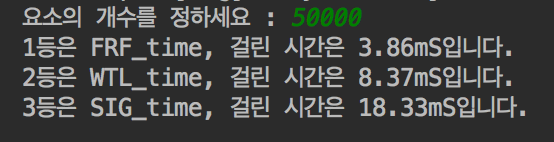 요소의 개수를 정하세요 : 50000
1등은 FRF_time, 걸린 시간은 3.86mS입니다.
2등은 WTL_time, 걸린 시간은 8.37mS입니다.
3등은 SIG_time, 걸린 시간은 18.33mS입니다.